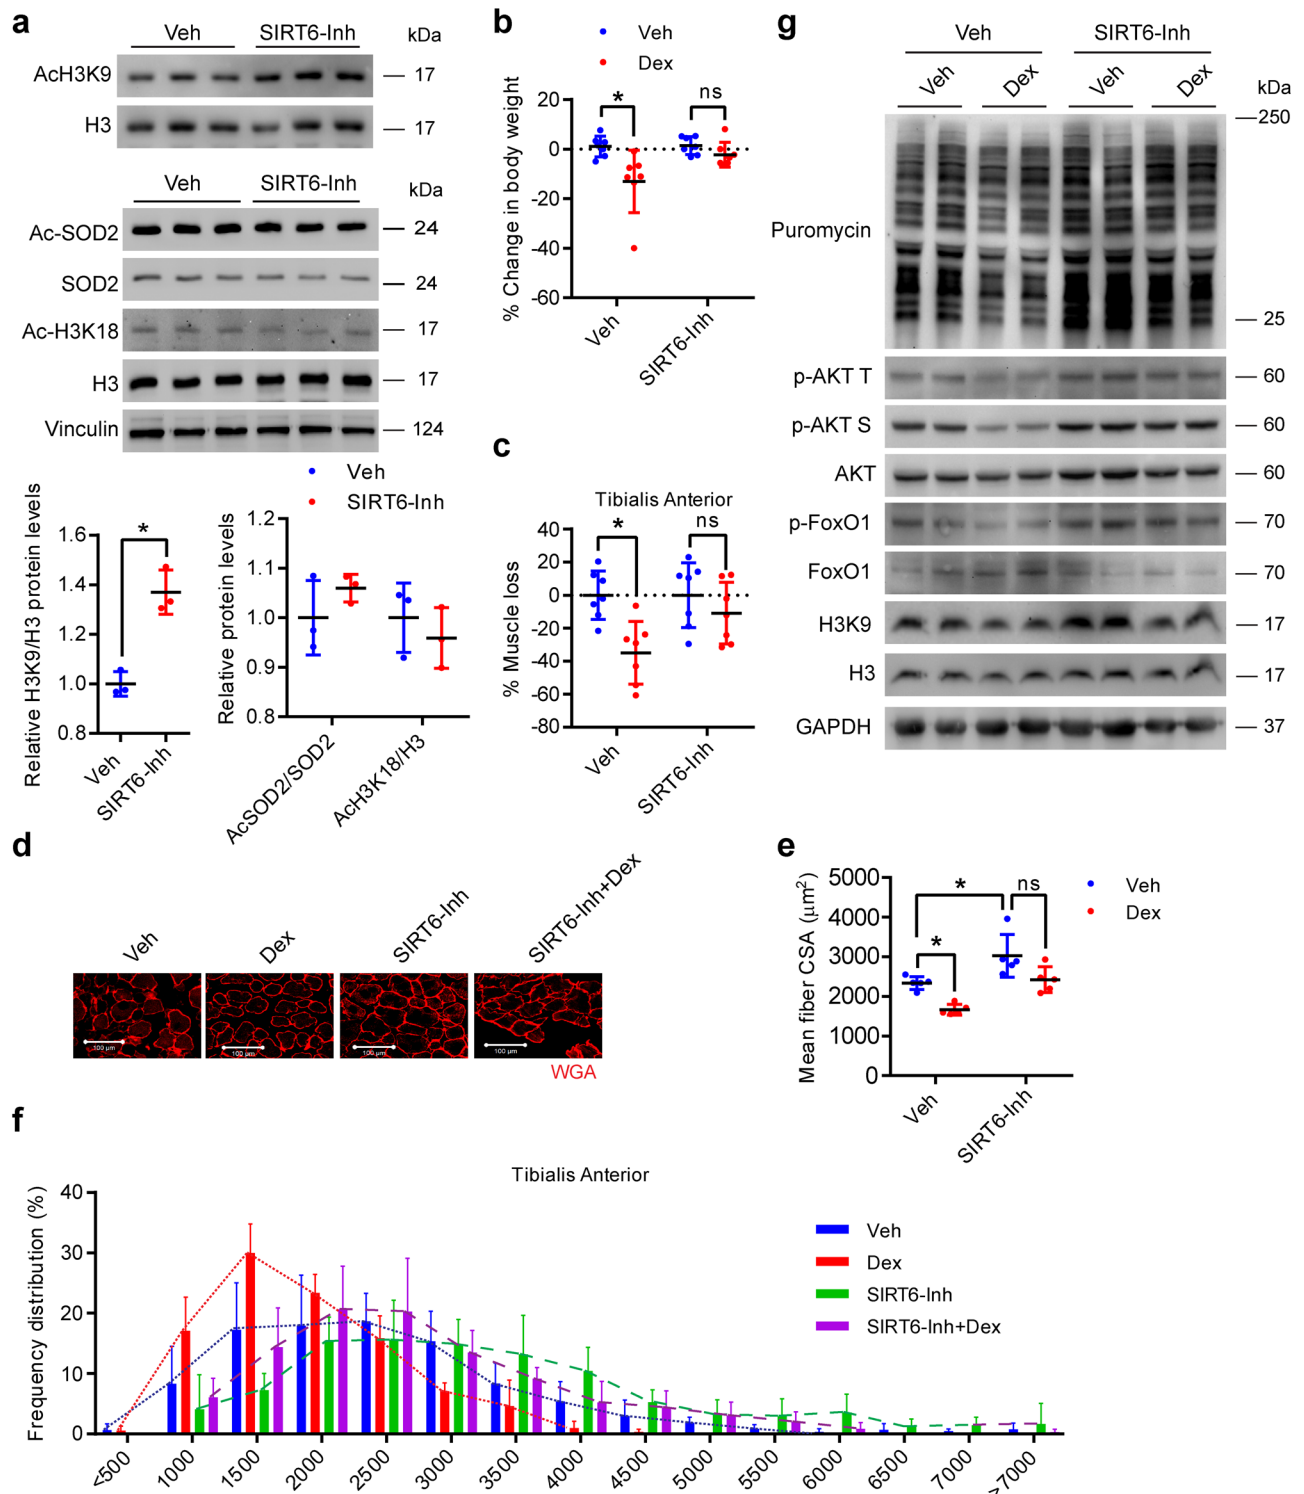 a
Veh SIRT6-Inh kDa
AcH3K9 17
H3 17
Veh SIRT6-Inh kDa
Ac-SOD2 24
SOD2 24
Ac-H3K18 17
H3 17
Vinculin 124
Relative H3K9/H3 protein levels
1.6
1.4
1.2
1.0
0.8
*
Veh
SIRT6-Inh
Veh
SIRT6-Inh
Relative protein levels
1.2
1.1
1.0
0.9
0.8
AcSOD2/SOD2
AcH3K18/H3
b
Veh
Dex
% Change in body weight
20
0
-20
-40
-60
* ns
Veh
SIRT6-Inh
c
Tibialis Anterior
% Muscle loss
40
20
0
-20
-40
-60
-80
* ns
Veh
SIRT6-Inh
g
Veh SIRT6-Inh
Veh Dex Veh Dex kDa
250
Puromycin
25
p-AKT T 60
p-AKT S 60
AKT 60
p-FoxO1 70
FoxO1 70
H3K9 17
H3 17
GAPDH 37
d
Veh Dex SIRT6-Inh SIRT6-Inh+Dex
100 µm 100 µm 100 µm 100 µm
WGA
e
Mean fiber CSA (µm²)
5000
4000
3000
2000
1000
0
* * ns
Veh
Dex
Veh
SIRT6-Inh
f
Tibialis Anterior
Frequency distribution (%)
40
30
20
10
0
Veh
Dex
SIRT6-Inh
SIRT6-Inh+Dex
<500 1000 1500 2000 2500 3000 3500 4000 4500 5000 5500 6000 6500 7000 >7000